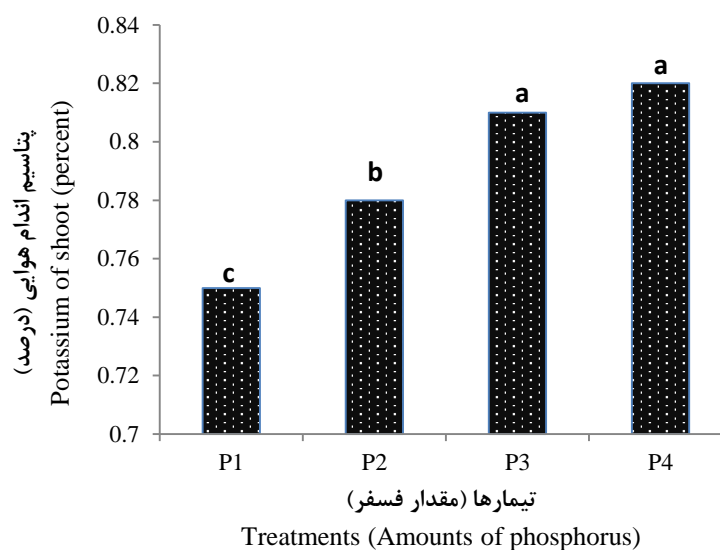 پتاسیم اندام هوایی (درصد)
Potassium of shoot (percent)
0.84
0.82
0.8
0.78
0.76
0.74
0.72
0.7
c
b
a
a
P1
P2
P3
P4
تیمارها (مقدار فسفر)
Treatments (Amounts of phosphorus)